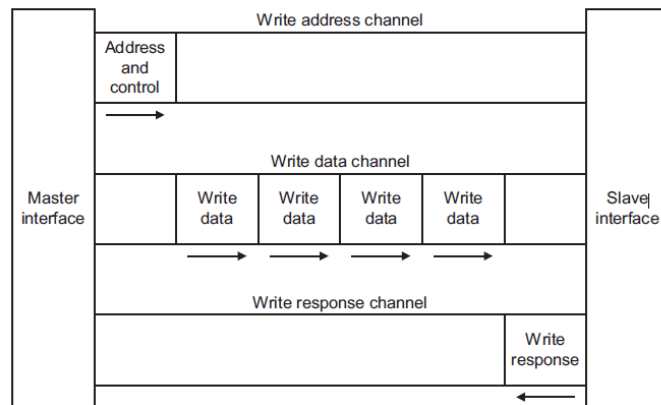 Write address channel
Address
and
control
Write data channel
Master
interface
Write
data
Write
data
Write
data
Write
data
Slave
interface
Write response channel
Write
response